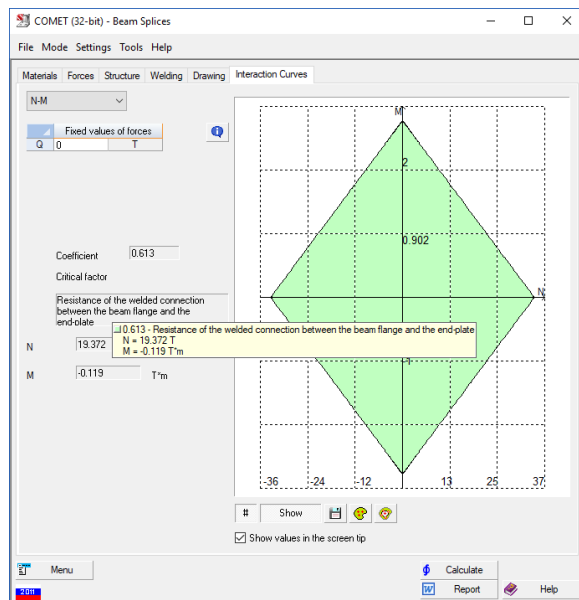 COMET (32-bit) - Beam Splices
File Mode Settings Tools Help
Materials Forces Structure Welding Drawing Interaction Curves
N-M
Fixed values of forces
Q 0 T
Coefficient 0.613
Critical factor
Resistance of the welded connection
between the beam flange and the
end-plate
N 19.372
M -0.119 T*m
0.613 - Resistance of the welded connection between the beam flange and the end-plate
N = 19.372 T
M = -0.119 T*m
M
2
0.902
N
-1
-36 -24 -12 13 25 37
# Show
Show values in the screen tip
Menu
Calculate
2011
Report
Help